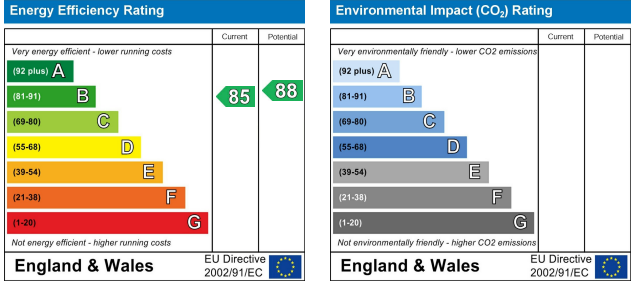 Energy Efficiency Rating
Current Potential
Very energy efficient - lower running costs
(92 plus) A
(81-91) B
(69-80) C
(55-68) D
(39-54) E
(21-38) F
(1-20) G
85 88
Not energy efficient - higher running costs
England & Wales
EU Directive
2002/91/EC
Environmental Impact (CO₂) Rating
Current Potential
Very environmentally friendly - lower CO2 emissions
(92 plus) A
(81-91) B
(69-80) C
(55-68) D
(39-54) E
(21-38) F
(1-20) G
Not environmentally friendly - higher CO2 emissions
England & Wales
EU Directive
2002/91/EC